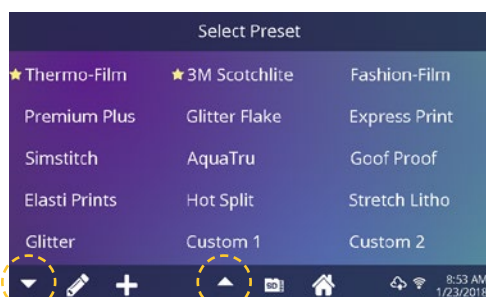 Select Preset
Thermo-Film 3M Scotchlite Fashion-Film
Premium Plus Glitter Flake Express Print
Simstitch AquaTru Goof Proof
Elasti Prints Hot Split Stretch Litho
Glitter Custom 1 Custom 2
SD 8:53 AM
1/23/2018